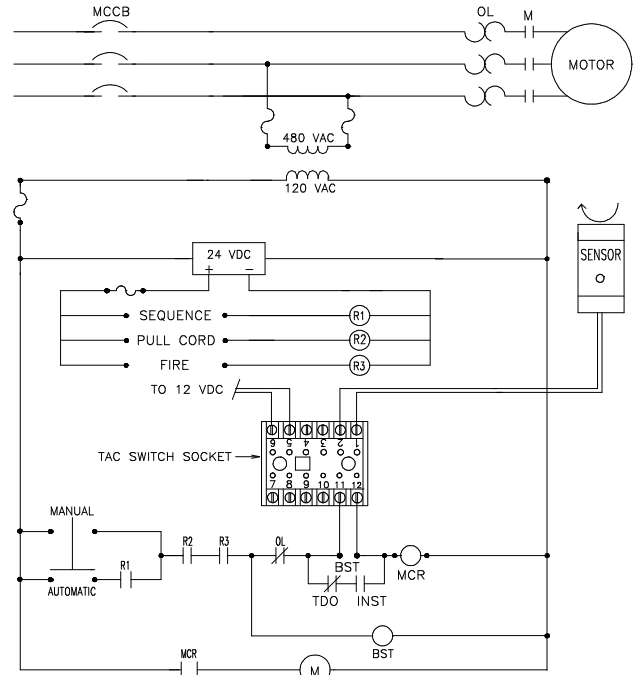 MCCB
OL M
MOTOR
480 VAC
120 VAC
24 VDC
+ −
SENSOR
SEQUENCE R1
PULL CORD R2
FIRE R3
TO 12 VDC
6 5 4 3 2 1
TAC SWITCH SOCKET
7 8 9 10 11 12
MANUAL
R2 R3 OL
R1
BST
MCR
AUTOMATIC
TDO INST
BST
MCR
M